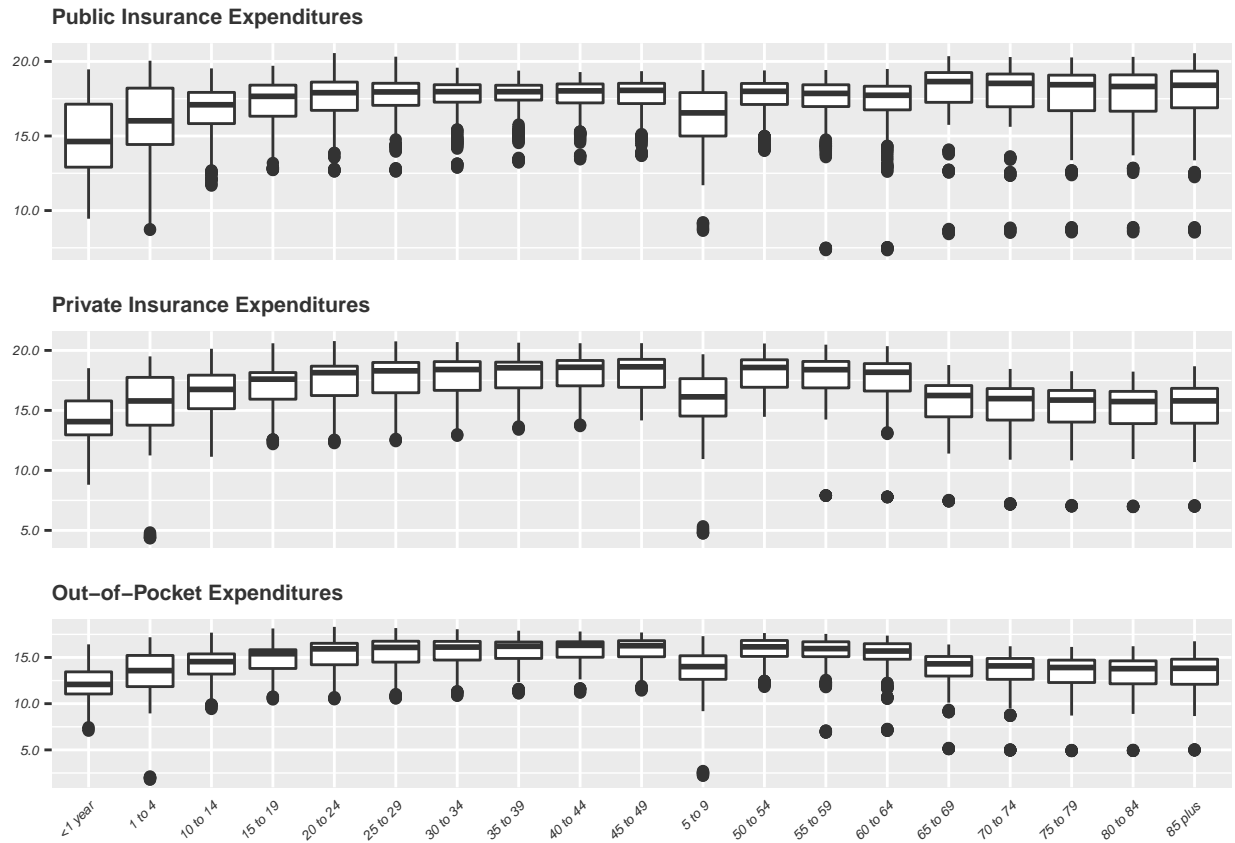 Public Insurance Expenditures
20.0
15.0
10.0
Private Insurance Expenditures
20.0
15.0
10.0
5.0
Out−of−Pocket Expenditures
15.0
10.0
5.0
<1 year
1 to 4
10 to 14
15 to 19
20 to 24
25 to 29
30 to 34
35 to 39
40 to 44
45 to 49
5 to 9
50 to 54
55 to 59
60 to 64
65 to 69
70 to 74
75 to 79
80 to 84
85 plus